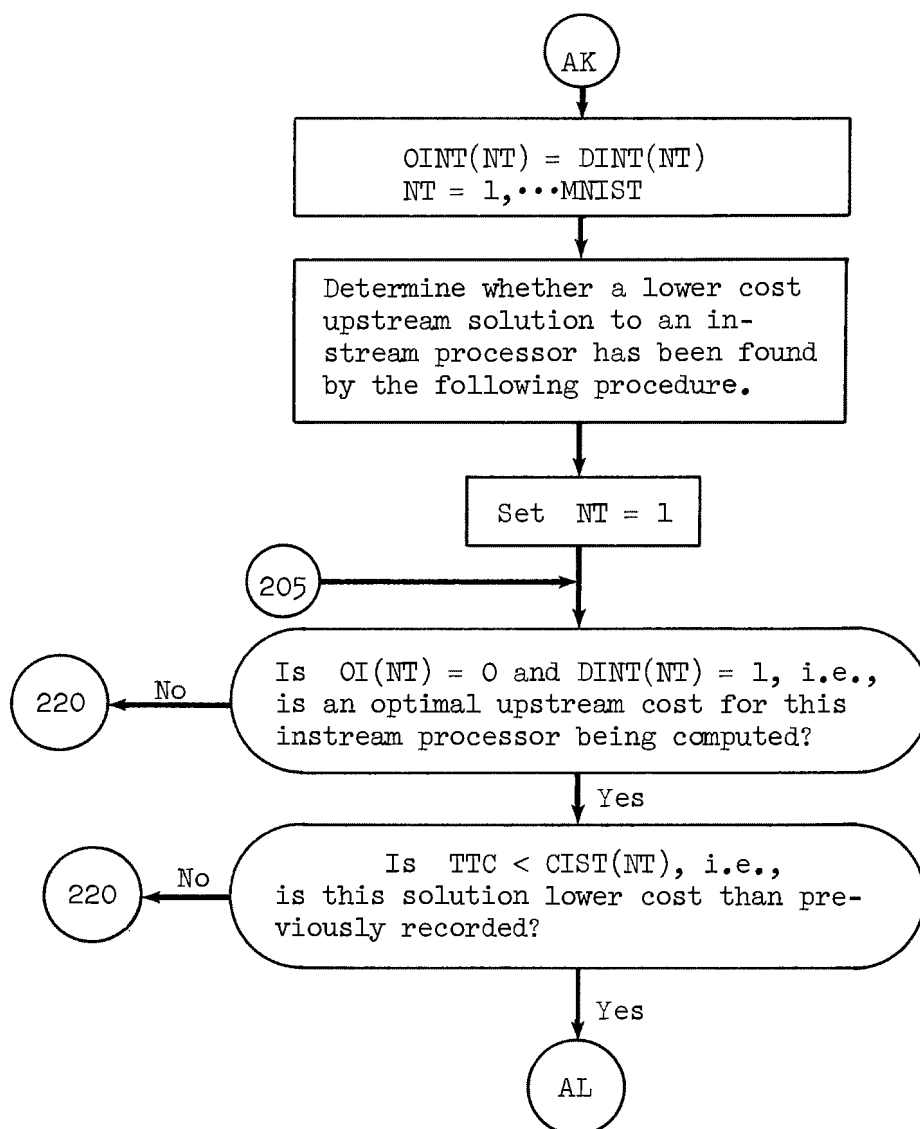 AK
OINT(NT) = DINT(NT)
NT = 1,•••MNIST
Determine whether a lower cost
upstream solution to an in-
stream processor has been found
by the following procedure.
Set NT = 1
205
Is OI(NT) = 0 and DINT(NT) = 1, i.e.,
is an optimal upstream cost for this
instream processor being computed?
No
220
Yes
Is TTC < CIST(NT), i.e.,
is this solution lower cost than pre-
viously recorded?
No
220
Yes
AL